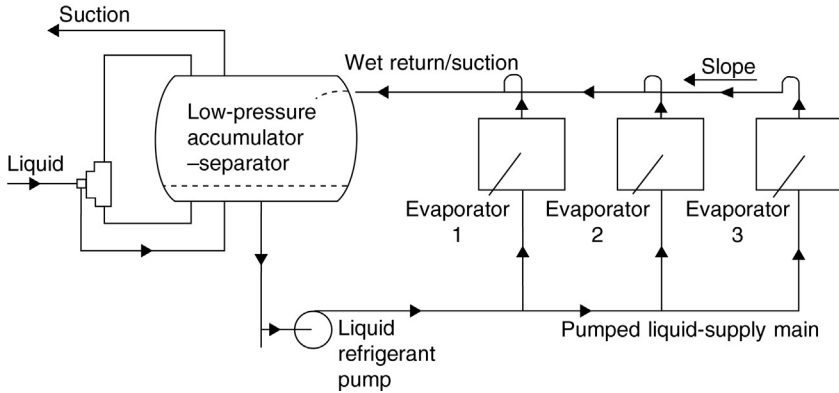 Suction
Wet return/suction
Slope
Low-pressure
accumulator
–separator
Liquid
Evaporator
1
Evaporator
2
Evaporator
3
Liquid
refrigerant
pump
Pumped liquid-supply main